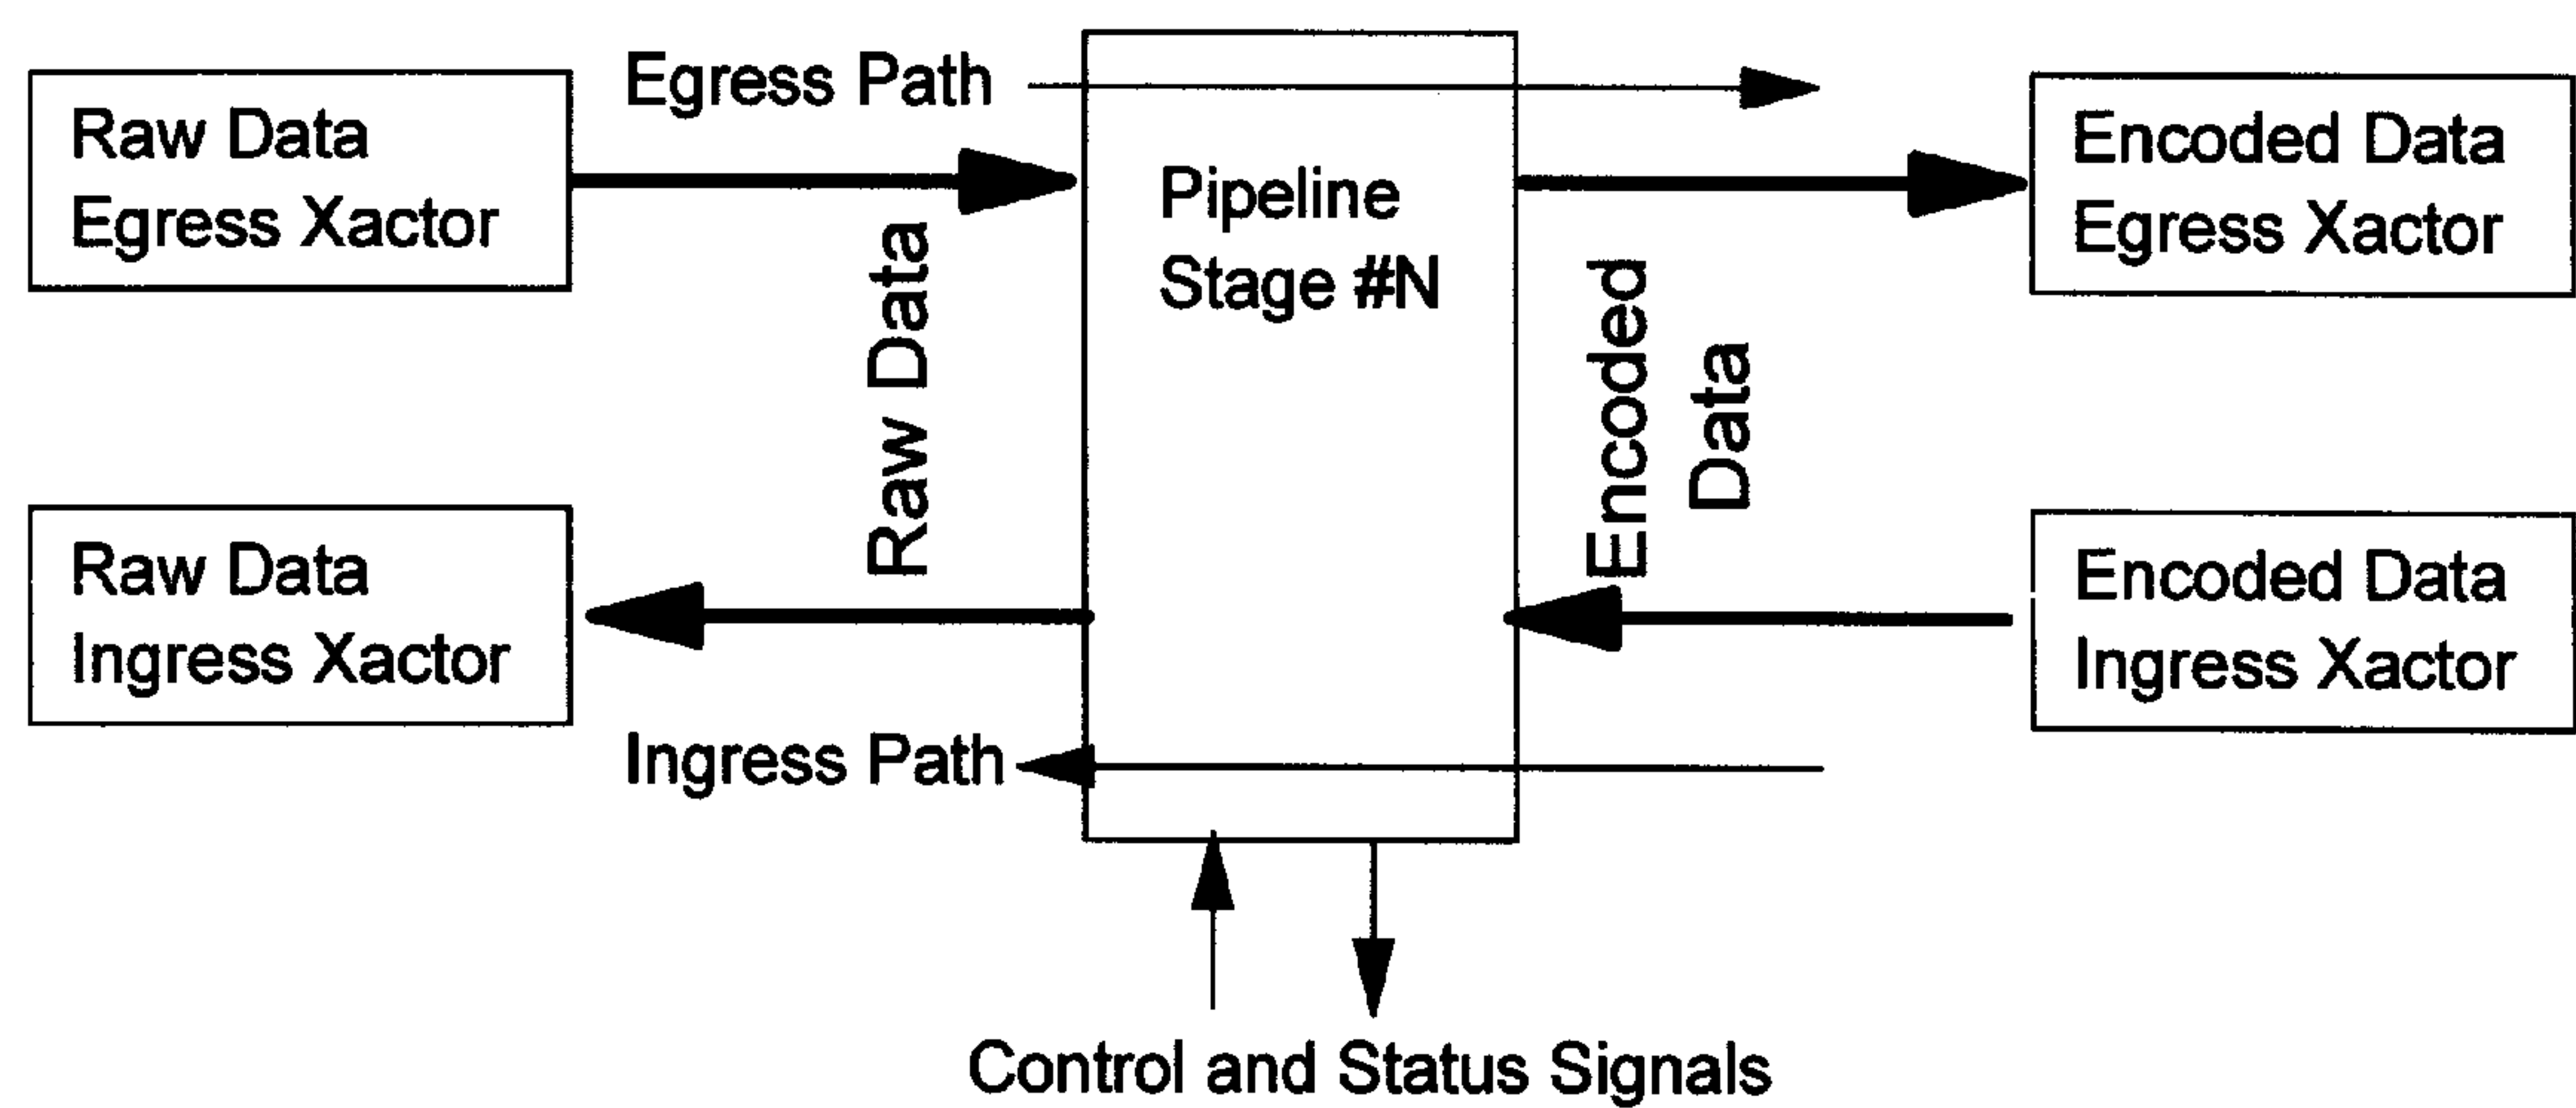 Raw Data
Egress Xactor
Egress Path
Pipeline
Stage #N
Encoded Data
Egress Xactor
Raw Data
Encoded
Data
Raw Data
Ingress Xactor
Encoded Data
Ingress Xactor
Ingress Path
Control and Status Signals